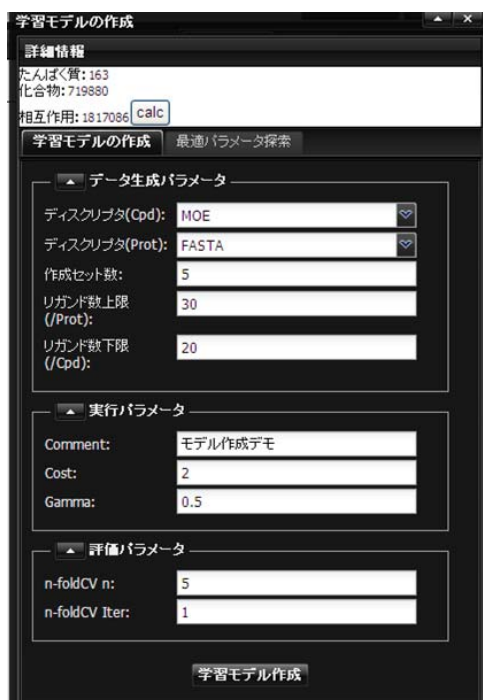 学習モデルの作成
詳細情報
たんぱく質: 163
化合物: 719880
相互作用: 1817086 calc
学習モデルの作成 最適パラメータ探索
データ生成パラメータ
ディスクリプタ(Cpd): MOE
ディスクリプタ(Prot): FASTA
作成セット数: 5
リガンド数上限 30
(/Prot):
リガンド数下限 20
(/Cpd):
実行パラメータ
Comment: モデル作成デモ
Cost: 2
Gamma: 0.5
評価パラメータ
n-foldCV n: 5
n-foldCV Iter: 1
学習モデル作成